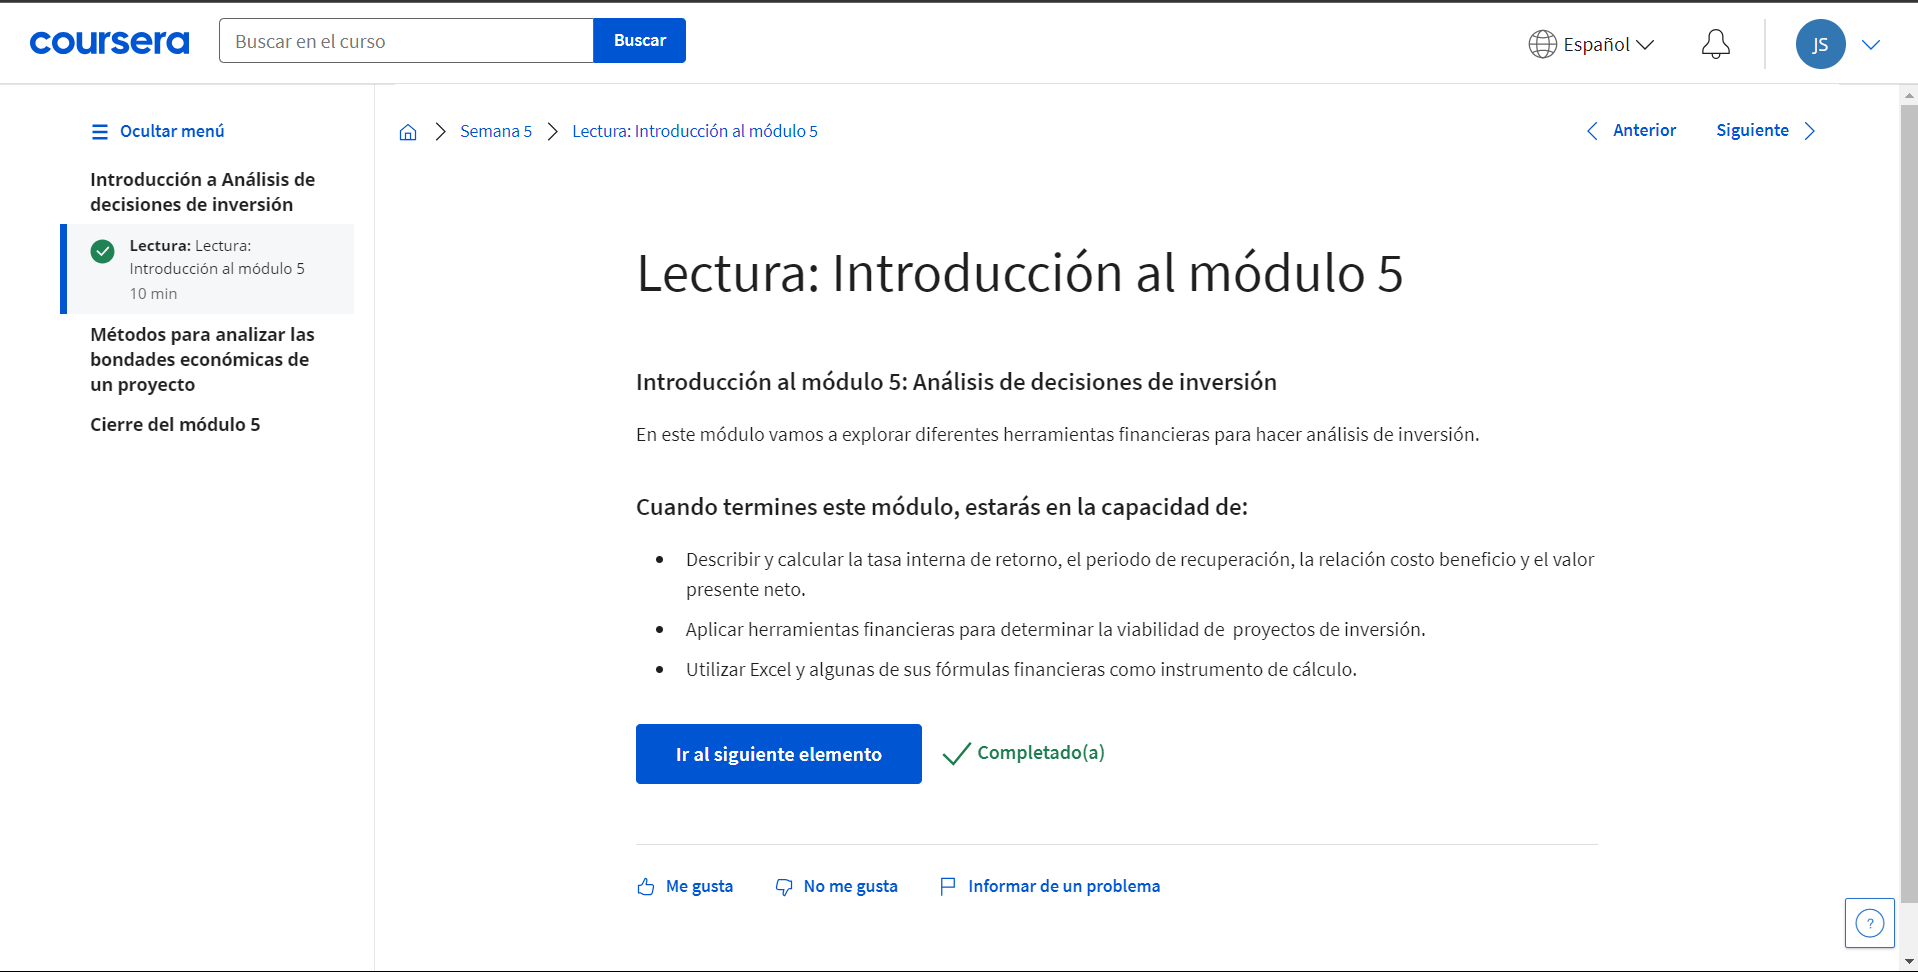 coursera
Buscar en el curso
Buscar
Español
JS
Ocultar menú
Introducción a Análisis de
decisiones de inversión
Lectura: Lectura:
Introducción al módulo 5
10 min
Métodos para analizar las
bondades económicas de
un proyecto
Cierre del módulo 5
Semana 5
Lectura: Introducción al módulo 5
Anterior
Siguiente
Lectura: Introducción al módulo 5
Introducción al módulo 5: Análisis de decisiones de inversión
En este módulo vamos a explorar diferentes herramientas financieras para hacer análisis de inversión.
Cuando termines este módulo, estarás en la capacidad de:
• Describir y calcular la tasa interna de retorno, el periodo de recuperación, la relación costo beneficio y el valor
presente neto.
• Aplicar herramientas financieras para determinar la viabilidad de  proyectos de inversión.
• Utilizar Excel y algunas de sus fórmulas financieras como instrumento de cálculo.
Ir al siguiente elemento
Completado(a)
Me gusta
No me gusta
Informar de un problema
?